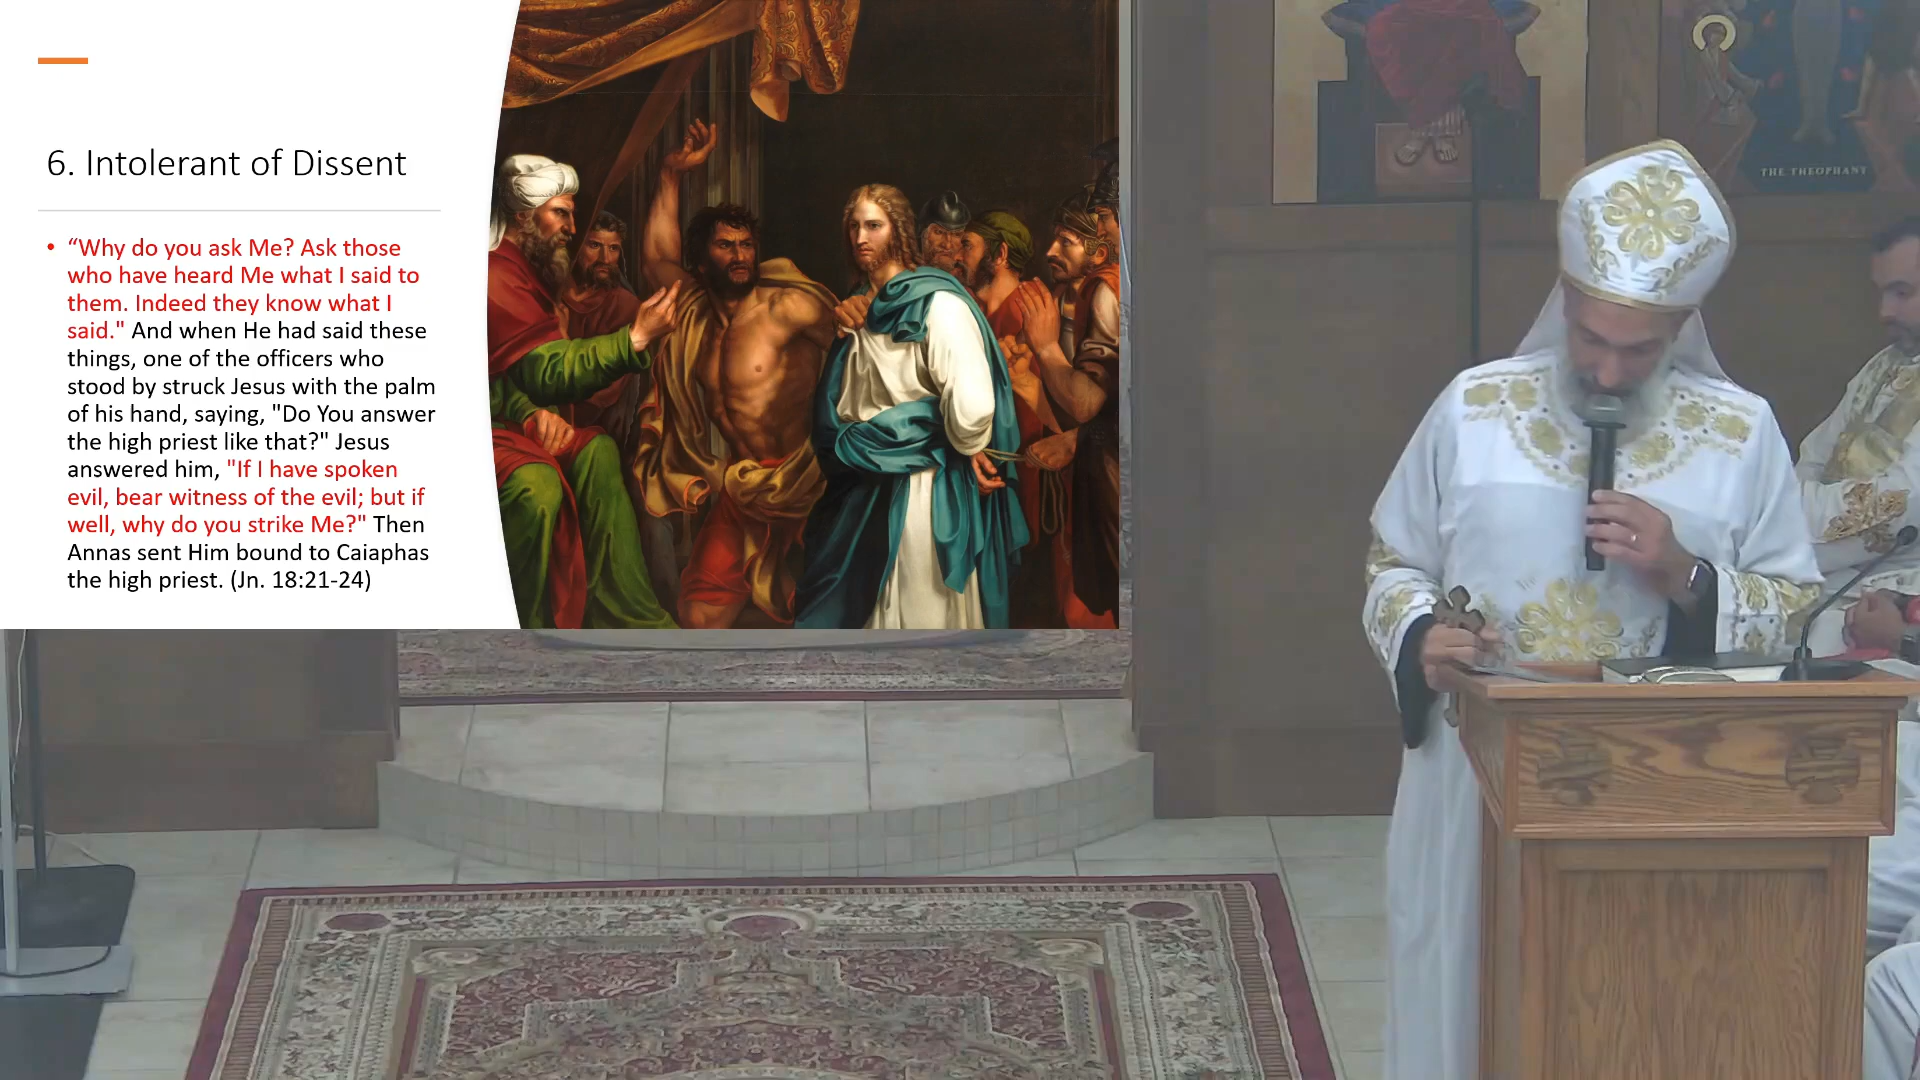 6. Intolerant of Dissent
• “Why do you ask Me? Ask those
who have heard Me what I said to
them. Indeed they know what I
said." And when He had said these
things, one of the officers who
stood by struck Jesus with the palm
of his hand, saying, "Do You answer
the high priest like that?" Jesus
answered him, "If I have spoken
evil, bear witness of the evil; but if
well, why do you strike Me?" Then
Annas sent Him bound to Caiaphas
the high priest. (Jn. 18:21-24)
THE THEOPHANY